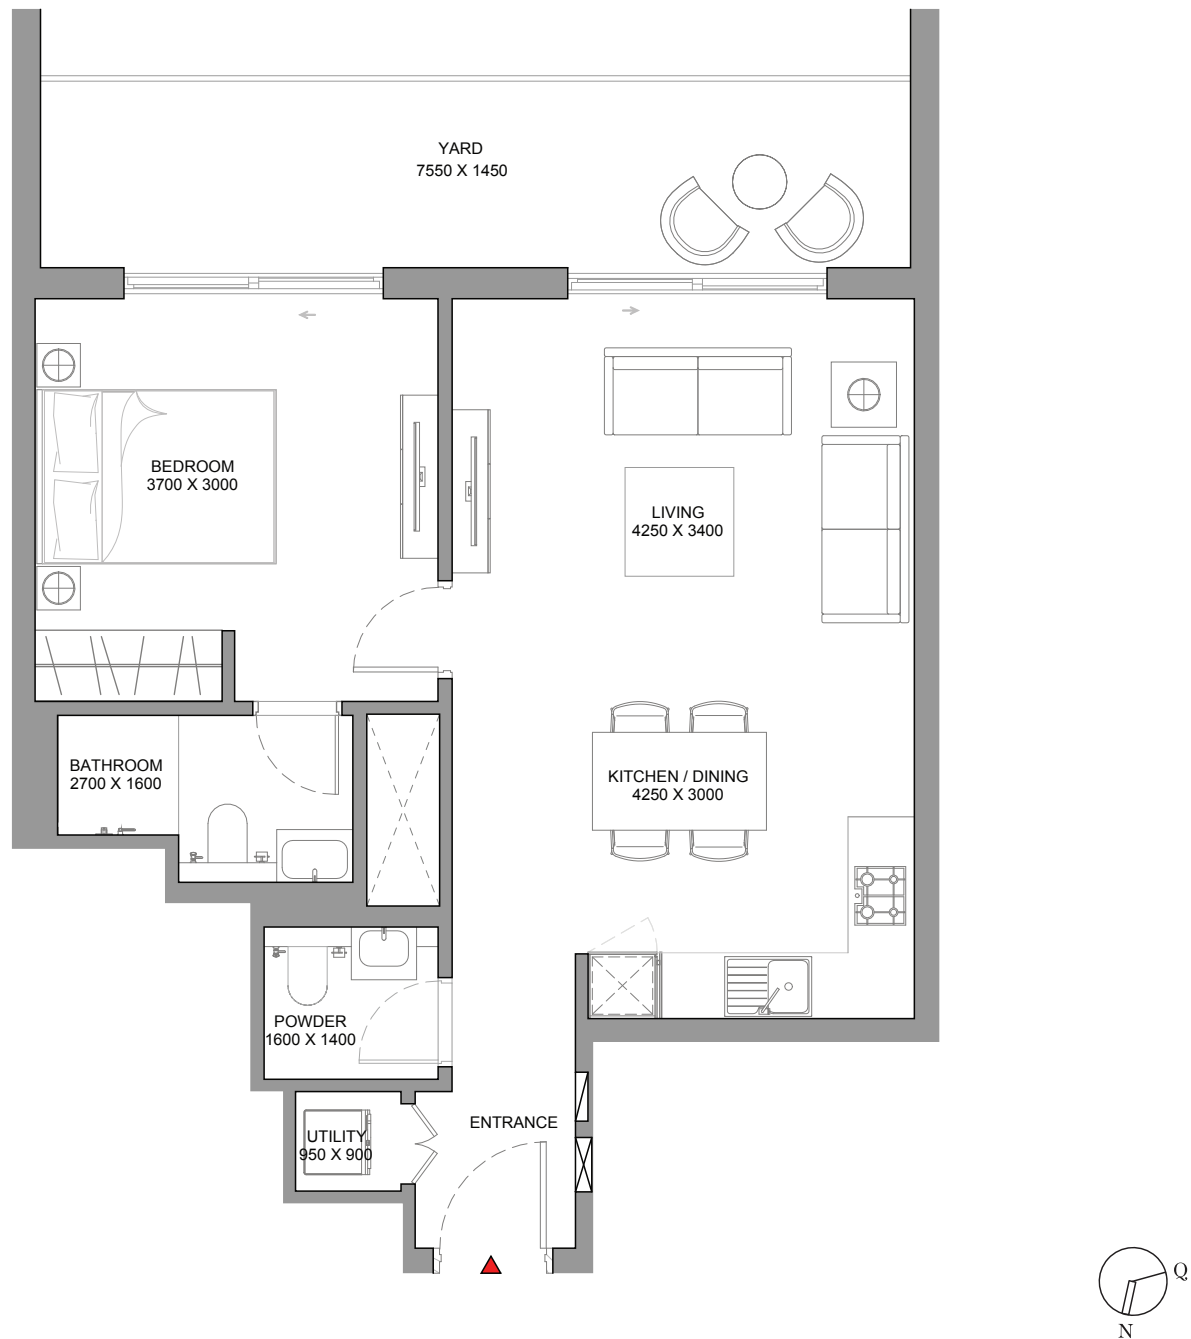 YARD
7550 X 1450
BEDROOM
3700 X 3000
LIVING
4250 X 3400
BATHROOM
2700 X 1600
KITCHEN / DINING
4250 X 3000
POWDER
1600 X 1400
ENTRANCE
UTILITY
950 X 900
Q
N